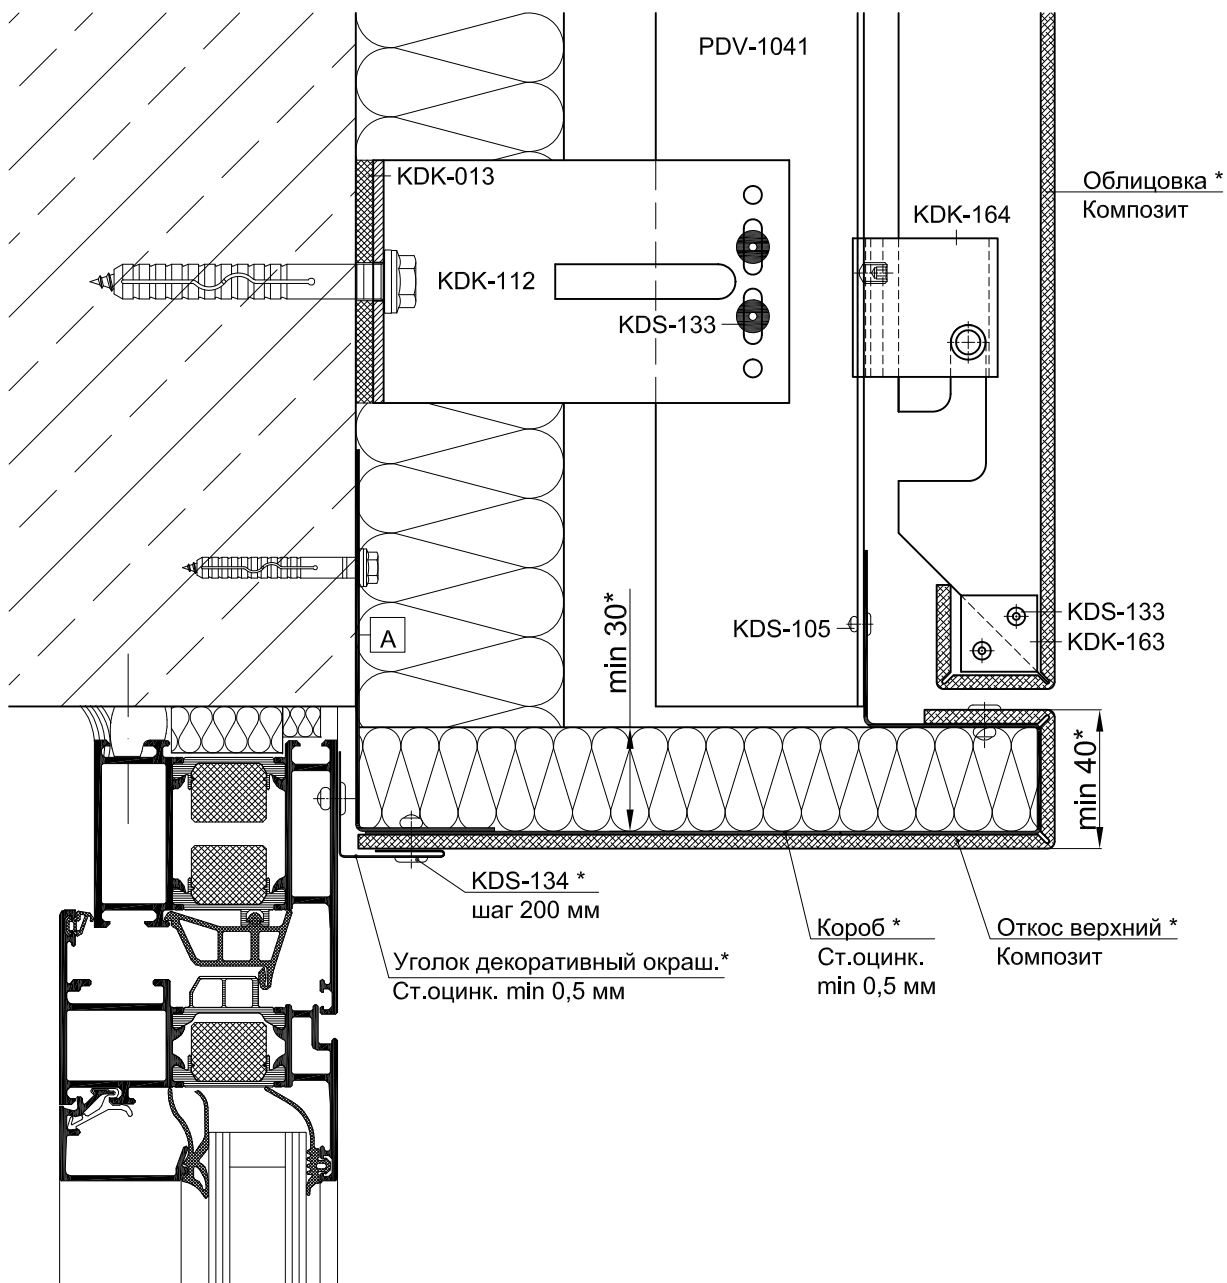 PDV-1041
KDK-013
Облицовка *
Композит
KDK-164
KDK-112
KDS-133
min 30*
KDS-105
KDS-133
KDK-163
A
min 40*
KDS-134 *
шаг 200 мм
Короб *
Ст.оцинк.
min 0,5 мм
Откос верхний *
Композит
Уголок декоративный окраш.*
Ст.оцинк. min 0,5 мм